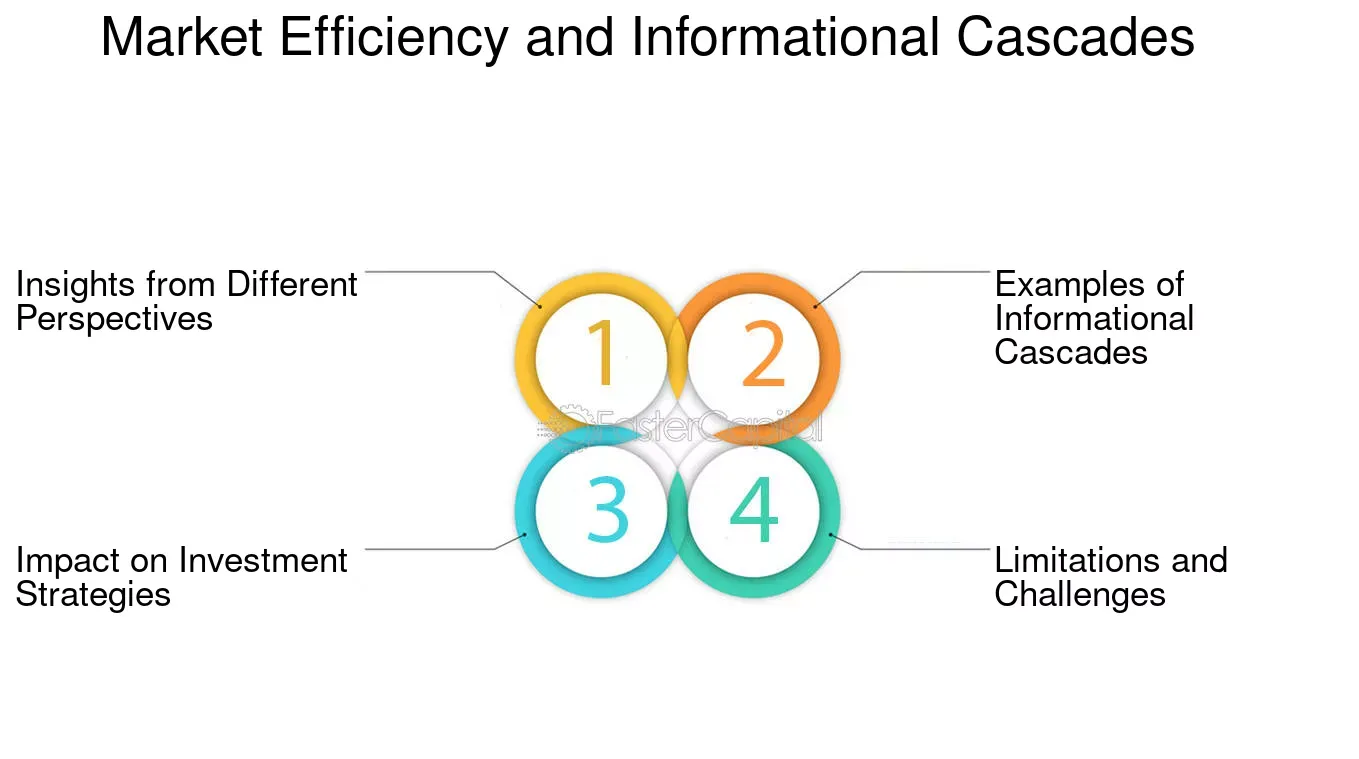 Market Efficiency and Informational Cascades
Insights from Different
Perspectives
1
2
Examples of
Informational
Cascades
FasterCapital
Impact on Investment
Strategies
3
4
Limitations and
Challenges